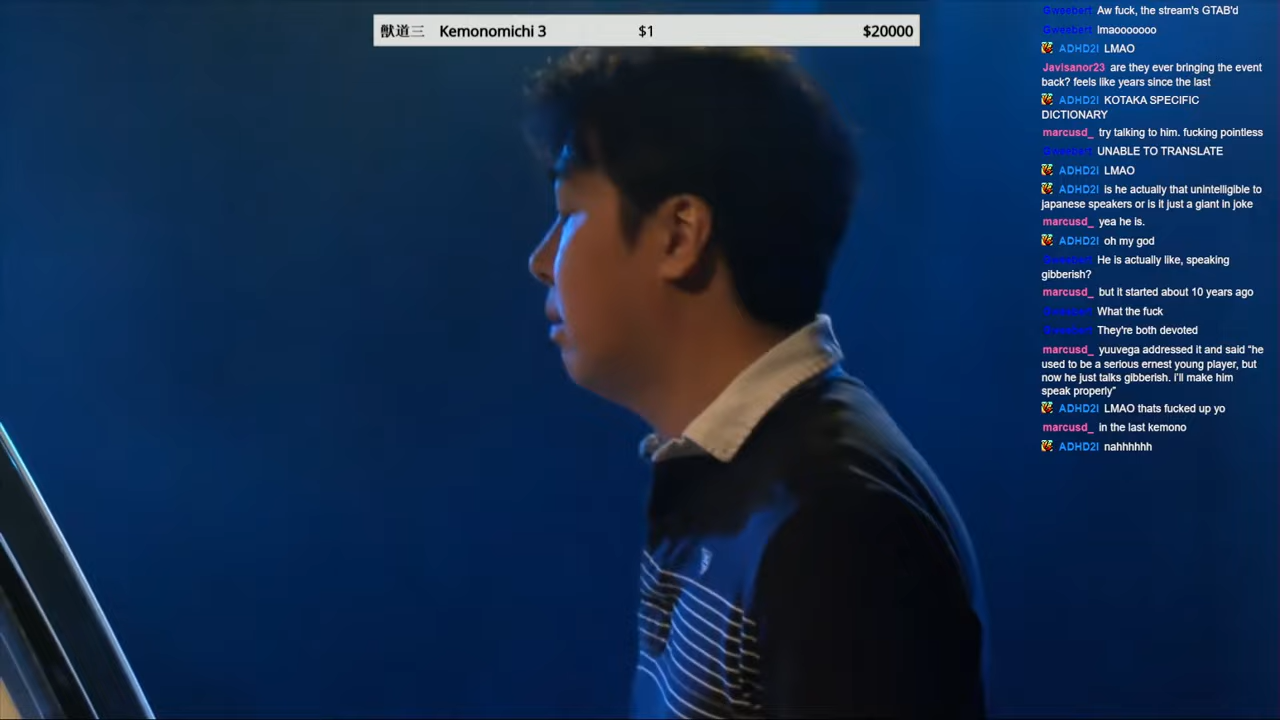 獣道三 Kemonomichi 3 $1 $20000
Gweebert Aw fuck, the stream's GTAB'd
Gweebert lmaooooooo
ADHD2I LMAO
Javisanor23 are they ever bringing the event
back? feels like years since the last
ADHD2I KOTAKA SPECIFIC
DICTIONARY
marcusd_ try talking to him. fucking pointless
Gweebert UNABLE TO TRANSLATE
ADHD2I LMAO
ADHD2I is he actually that unintelligible to
japanese speakers or is it just a giant in joke
marcusd_ yea he is.
ADHD2I oh my god
Gweebert He is actually like, speaking
gibberish?
marcusd_ but it started about 10 years ago
Gweebert What the fuck
Gweebert They're both devoted
marcusd_ yuuvega addressed it and said "he
used to be a serious ernest young player, but
now he just talks gibberish. i'll make him
speak properly"
ADHD2I LMAO thats fucked up yo
marcusd_ in the last kemono
ADHD2I nahhhhhh